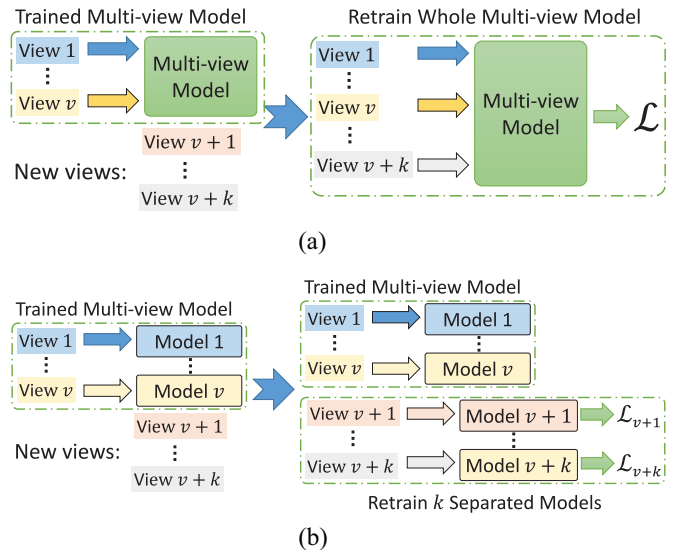 Trained Multi-view Model
View 1
⋮
View v
Multi-view
Model
New views:
View v + 1
⋮
View v + k
Retrain Whole Multi-view Model
View 1
⋮
View v
⋮
View v + k
Multi-view
Model
ℒ
(a)
Trained Multi-view Model
View 1
⋮
View v
Model 1
⋮
Model v
New views:
View v + 1
⋮
View v + k
Trained Multi-view Model
View 1
⋮
View v
Model 1
⋮
Model v
View v + 1
⋮
View v + k
Model v + 1
⋮
Model v + k
ℒv+1
ℒv+k
Retrain k Separated Models
(b)